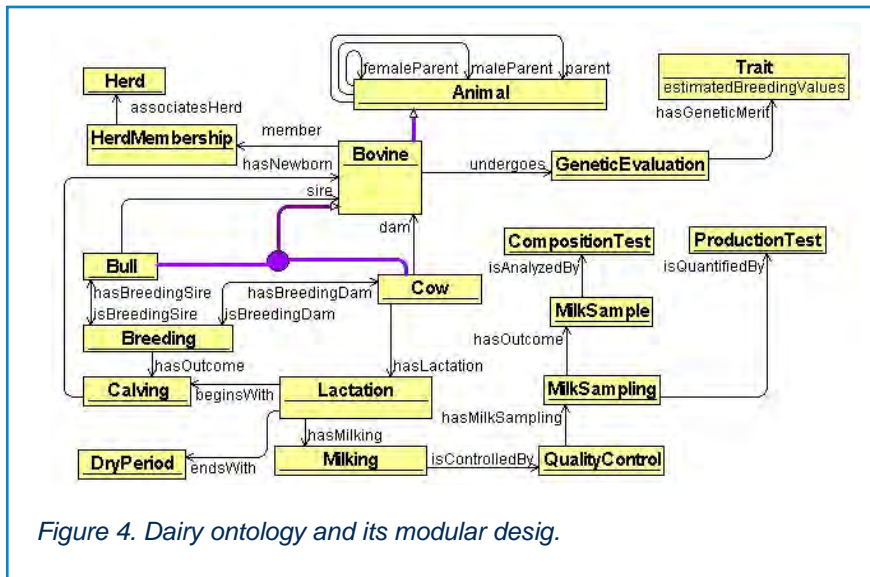 femaleParent maleParent parent
Animal
Herd
associatesHerd
HerdMembership
member
Trait
estimatedBreedingValues
hasGeneticMerit
hasNewborn
Bovine
undergoes
GeneticEvaluation
sire
dam
CompositionTest
ProductionTest
isAnalyzedBy
isQuantifiedBy
Bull
hasBreedingSire
hasBreedingDam
Cow
isBreedingSire
isBreedingDam
MilkSample
Breeding
hasOutcome
hasOutcome
hasLactation
Calving
beginsWith
Lactation
MilkSampling
hasMilkSampling
hasMilking
DryPeriod
endsWith
Milking
isControlledBy
QualityControl
Figure 4. Dairy ontology and its modular desig.